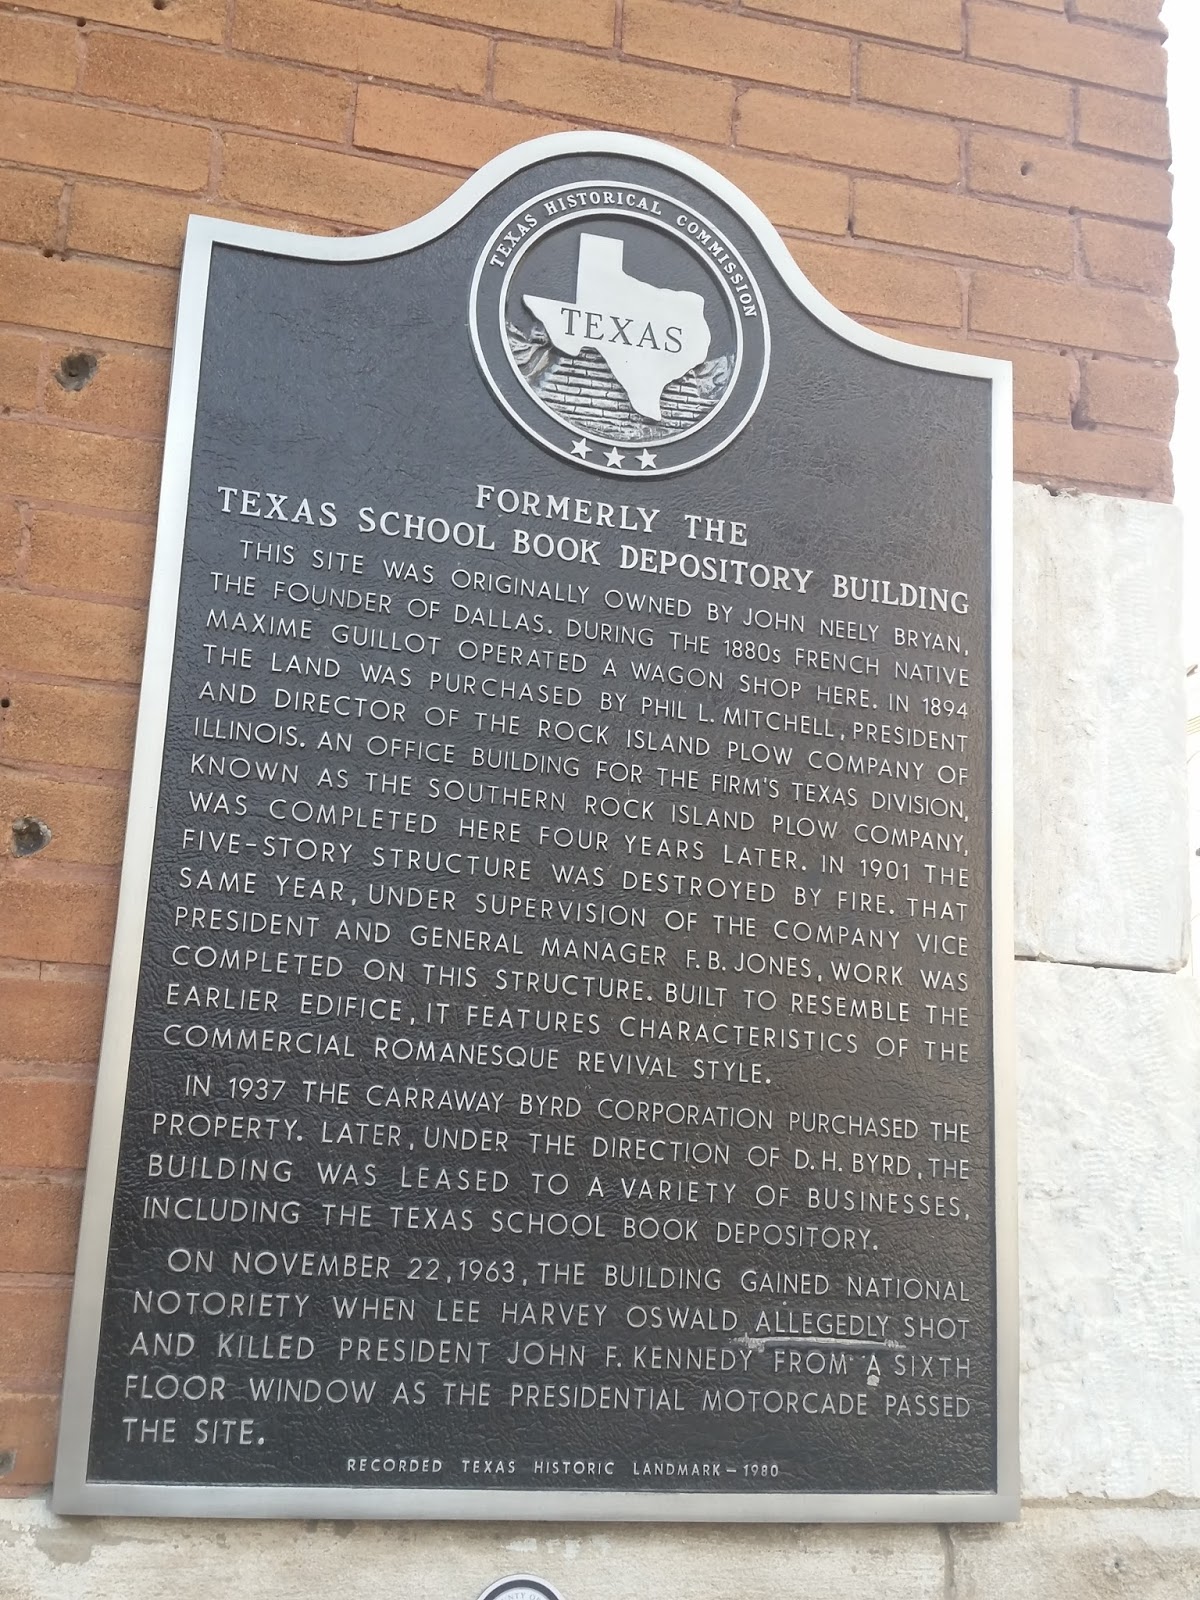 TEXAS HISTORICAL COMMISSION
TEXAS
FORMERLY THE
TEXAS SCHOOL BOOK DEPOSITORY BUILDING
THIS SITE WAS ORIGINALLY OWNED BY JOHN NEELY BRYAN,
THE FOUNDER OF DALLAS. DURING THE 1880s FRENCH NATIVE
MAXIME GUILLOT OPERATED A WAGON SHOP HERE. IN 1894
THE LAND WAS PURCHASED BY PHIL L. MITCHELL, PRESIDENT
AND DIRECTOR OF THE ROCK ISLAND PLOW COMPANY OF
ILLINOIS. AN OFFICE BUILDING FOR THE FIRM'S TEXAS DIVISION,
KNOWN AS THE SOUTHERN ROCK ISLAND PLOW COMPANY,
WAS COMPLETED HERE FOUR YEARS LATER. IN 1901 THE
FIVE-STORY STRUCTURE WAS DESTROYED BY FIRE. THAT
SAME YEAR, UNDER SUPERVISION OF THE COMPANY VICE
PRESIDENT AND GENERAL MANAGER F. B. JONES, WORK WAS
COMPLETED ON THIS STRUCTURE. BUILT TO RESEMBLE THE
EARLIER EDIFICE, IT FEATURES CHARACTERISTICS OF THE
COMMERCIAL ROMANESQUE REVIVAL STYLE.
IN 1937 THE CARRAWAY BYRD CORPORATION PURCHASED THE
PROPERTY. LATER, UNDER THE DIRECTION OF D. H. BYRD, THE
BUILDING WAS LEASED TO A VARIETY OF BUSINESSES,
INCLUDING THE TEXAS SCHOOL BOOK DEPOSITORY.
ON NOVEMBER 22, 1963, THE BUILDING GAINED NATIONAL
NOTORIETY WHEN LEE HARVEY OSWALD ALLEGEDLY SHOT
AND KILLED PRESIDENT JOHN F. KENNEDY FROM A SIXTH
FLOOR WINDOW AS THE PRESIDENTIAL MOTORCADE PASSED
THE SITE.
RECORDED TEXAS HISTORIC LANDMARK – 1980